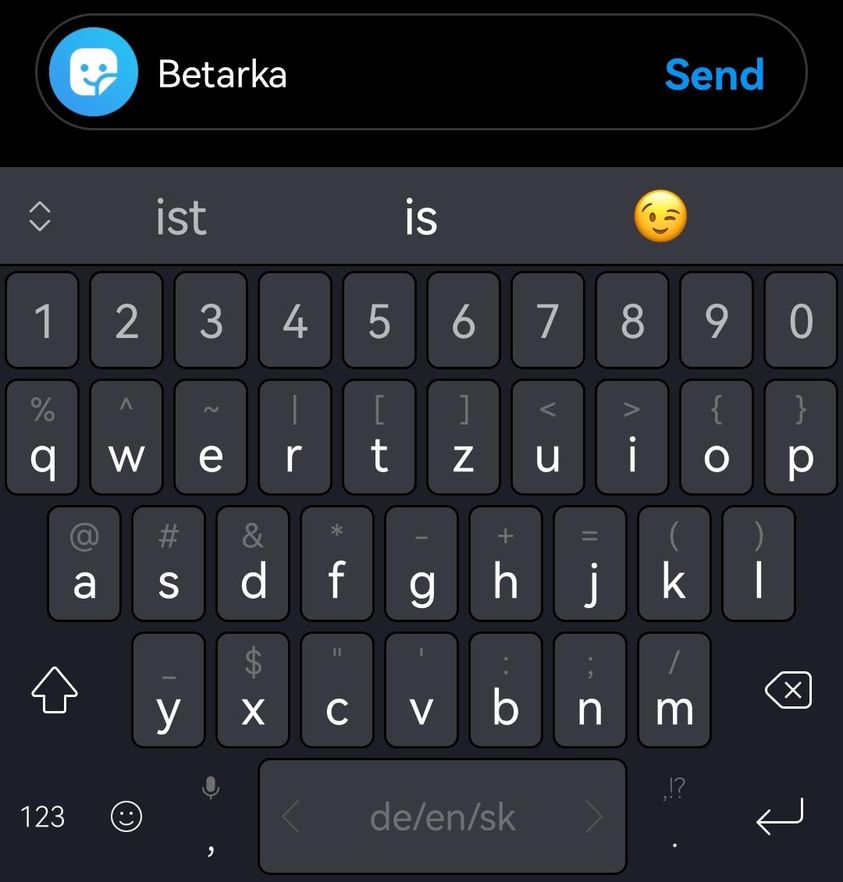 Betarka Send
ist is 😉
1 2 3 4 5 6 7 8 9 0
% ^ ~ | [ ] < > { }
q w e r t z u i o p
@ # & * - + = ( )
a s d f g h j k l
_ $ " ' : ; /
y x c v b n m
,!?
123 , de/en/sk .